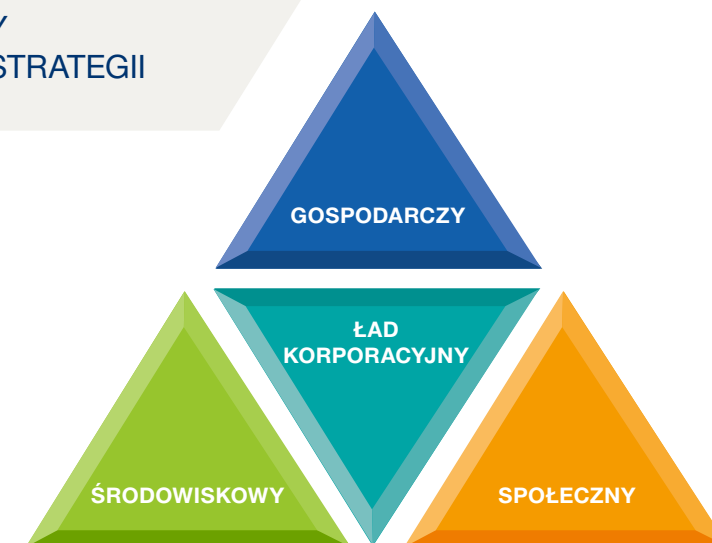 Y
STRATEGII
GOSPODARCZY
ŁAD
KORPORACYJNY
ŚRODOWISKOWY
SPOŁECZNY